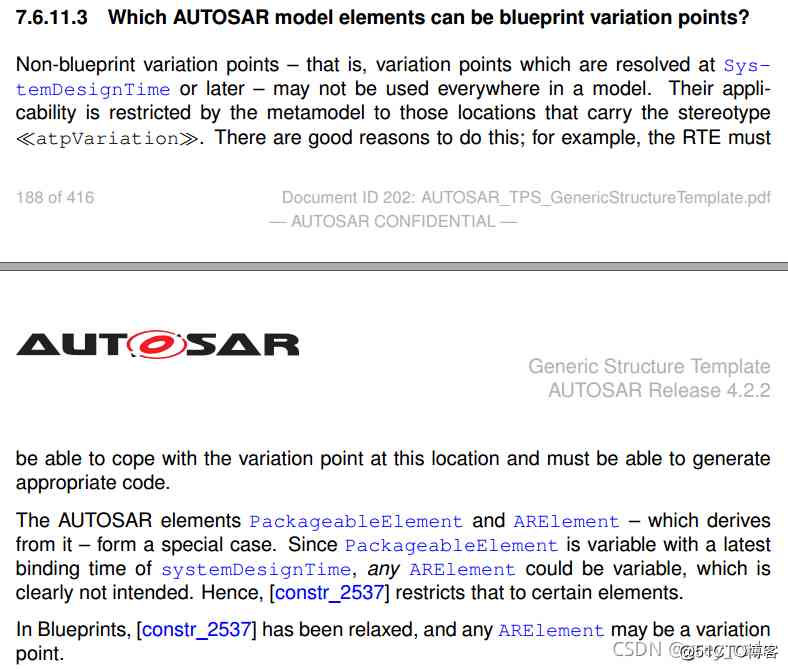 7.6.11.3 Which AUTOSAR model elements can be blueprint variation points?
Non-blueprint variation points – that is, variation points which are resolved at Sys-
temDesignTime or later – may not be used everywhere in a model. Their appli-
cability is restricted by the metamodel to those locations that carry the stereotype
≪atpVariation≫. There are good reasons to do this; for example, the RTE must
188 of 416 Document ID 202: AUTOSAR_TPS_GenericStructureTemplate.pdf
— AUTOSAR CONFIDENTIAL —
AUTOSAR
Generic Structure Template
AUTOSAR Release 4.2.2
be able to cope with the variation point at this location and must be able to generate
appropriate code.
The AUTOSAR elements PackageableElement and ARElement – which derives
from it – form a special case. Since PackageableElement is variable with a latest
binding time of systemDesignTime, any ARElement could be variable, which is
clearly not intended. Hence, [constr_2537] restricts that to certain elements.
In Blueprints, [constr_2537] has been relaxed, and any ARElement may be a variation
point.
CSDN
@51CTO博客